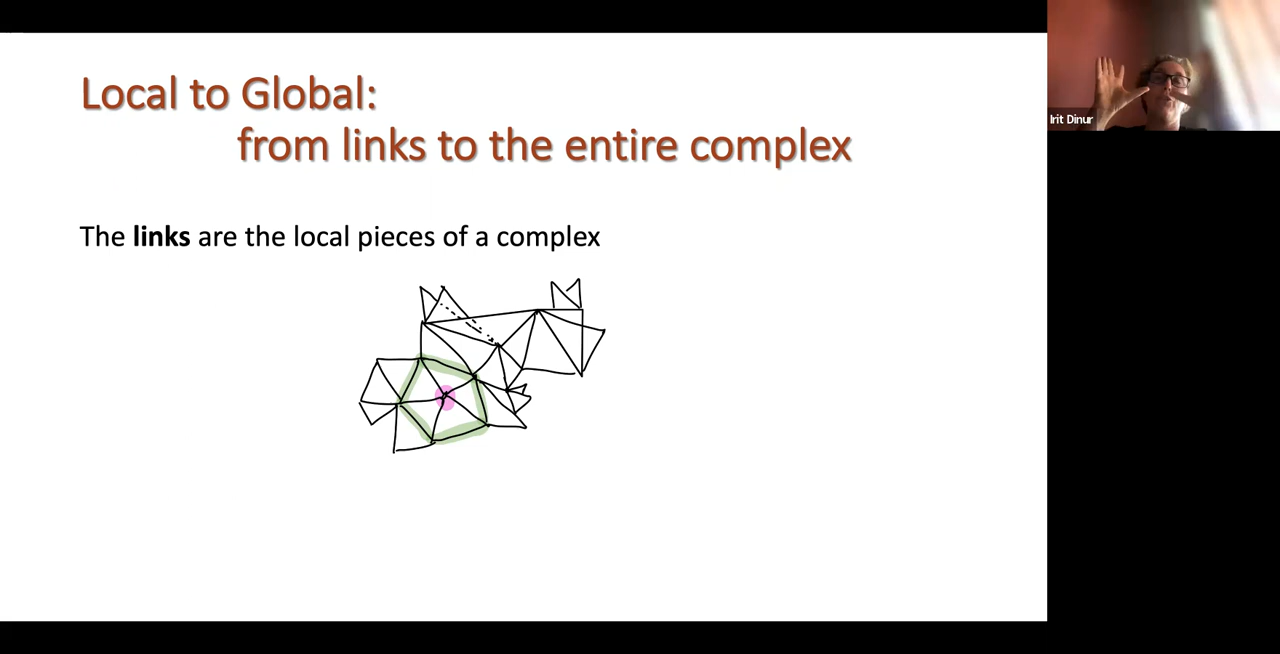 Local to Global:
from links to the entire complex
The links are the local pieces of a complex
Irit Dinur